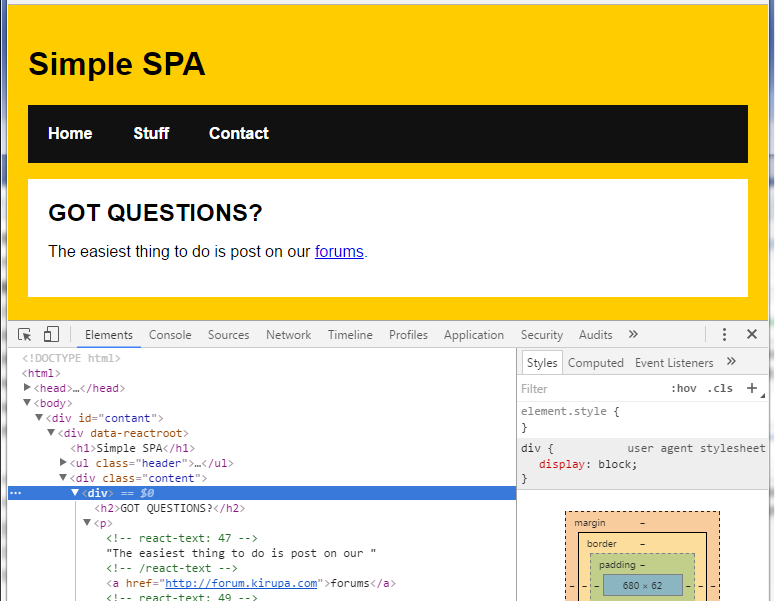 Simple SPA
Home Stuff Contact
GOT QUESTIONS?
The easiest thing to do is post on our forums.
Elements Console Sources Network Timeline Profiles Application Security Audits »
<!DOCTYPE html>
<html>
<head>…</head>
<body>
<div id="contant">
<div data-reactroot>
<h1>Simple SPA</h1>
<ul class="header">…</ul>
<div class="content">
<div> == $0
<h2>GOT QUESTIONS?</h2>
<p>
<!-- react-text: 47 -->
"The easiest thing to do is post on our "
<!-- /react-text -->
<a href="http://forum.kirupa.com">forums</a>
<!-- react-text: 49 -->
Styles Computed Event Listeners »
Filter :hov .cls +
element.style {
}
div { user agent stylesheet
display: block;
}
margin –
border –
padding –
– – – 680 × 62 – – –